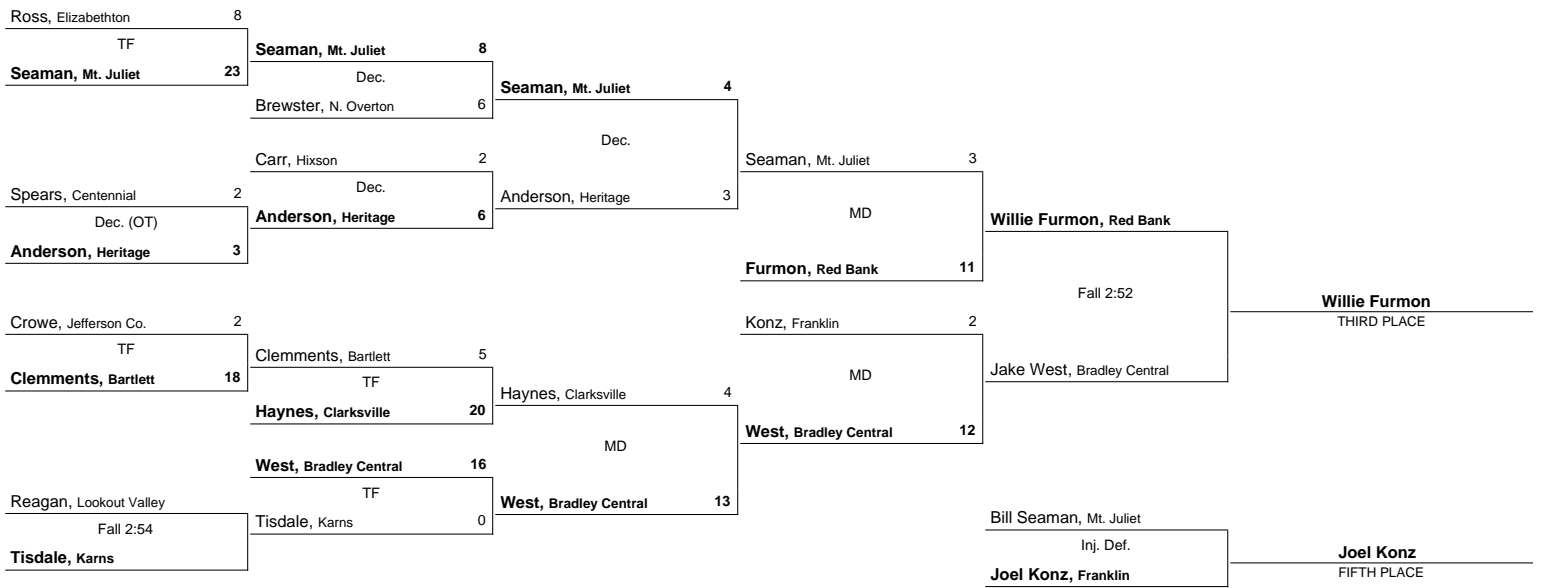 Ross, Elizabethton 8
TF
Seaman, Mt. Juliet 23
Spears, Centennial 2
Dec. (OT)
Anderson, Heritage 3
Crowe, Jefferson Co. 2
TF
Clemments, Bartlett 18
Reagan, Lookout Valley
Fall 2:54
Tisdale, Karns
Seaman, Mt. Juliet 8
Dec.
Brewster, N. Overton 6
Carr, Hixson 2
Dec.
Anderson, Heritage 6
Clemments, Bartlett 5
TF
Haynes, Clarksville 20
West, Bradley Central 16
TF
Tisdale, Karns 0
Seaman, Mt. Juliet 4
Dec.
Anderson, Heritage 3
Haynes, Clarksville 4
MD
West, Bradley Central 13
Seaman, Mt. Juliet 3
MD
Furmon, Red Bank 11
Konz, Franklin 2
MD
West, Bradley Central 12
Willie Furmon, Red Bank
Fall 2:52
Jake West, Bradley Central
Willie Furmon
THIRD PLACE
Bill Seaman, Mt. Juliet
Inj. Def.
Joel Konz, Franklin
Joel Konz
FIFTH PLACE